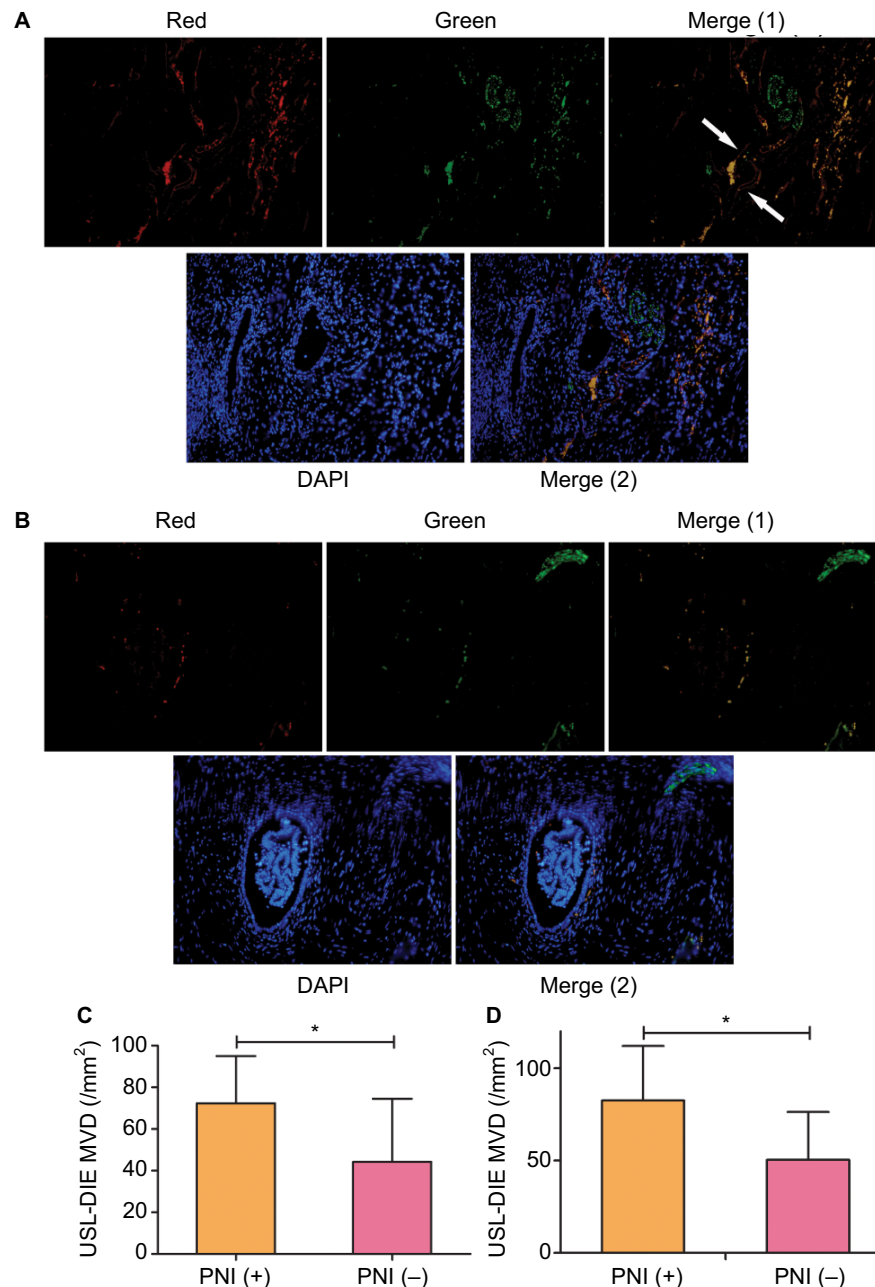 A
Red
Green
Merge (1)
DAPI
Merge (2)
B
Red
Green
Merge (1)
DAPI
Merge (2)
C
USL-DIE MVD (/mm²)
100
80
60
40
20
0
*
PNI (+)
PNI (–)
D
USL-DIE MVD (/mm²)
100
50
0
*
PNI (+)
PNI (–)